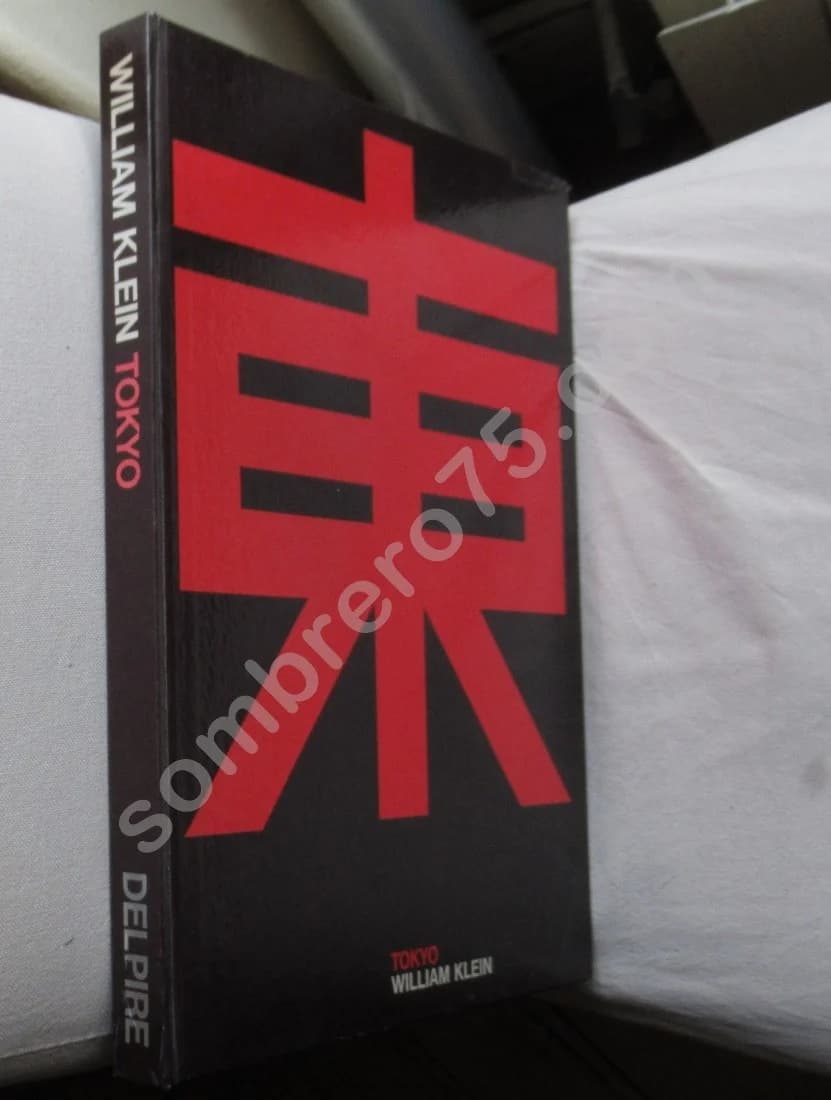 WILLIAM KLEIN TOKYO
DELPIRE
東
TOKYO
WILLIAM KLEIN
sombrero75.c